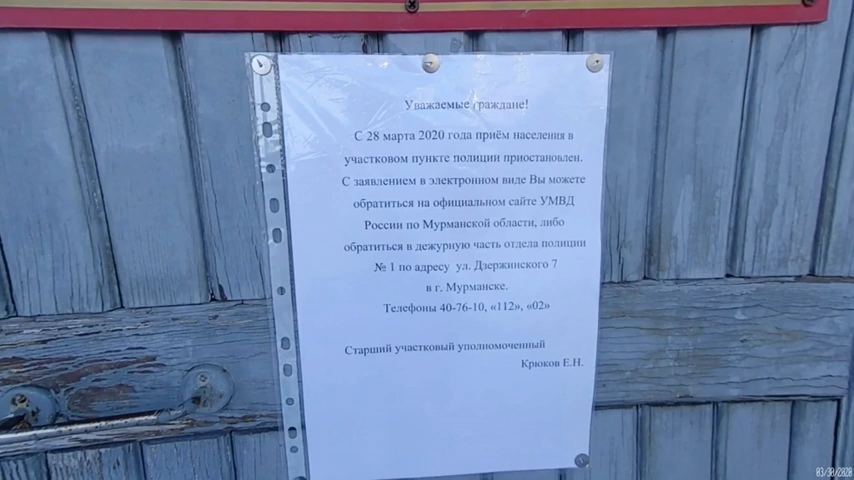 Уважаемые граждане!
С 28 марта 2020 года приём населения в
участковом пункте полиции приостановлен.
С заявлением в электронном виде Вы можете
обратиться на официальном сайте УМВД
России по Мурманской области, либо
обратиться в дежурную часть отдела полиции
№ 1 по адресу ул. Дзержинского 7
в г. Мурманске.
Телефоны 40-76-10, «112», «02»
Старший участковый уполномоченный
Крюков Е.Н.
03/30/2020